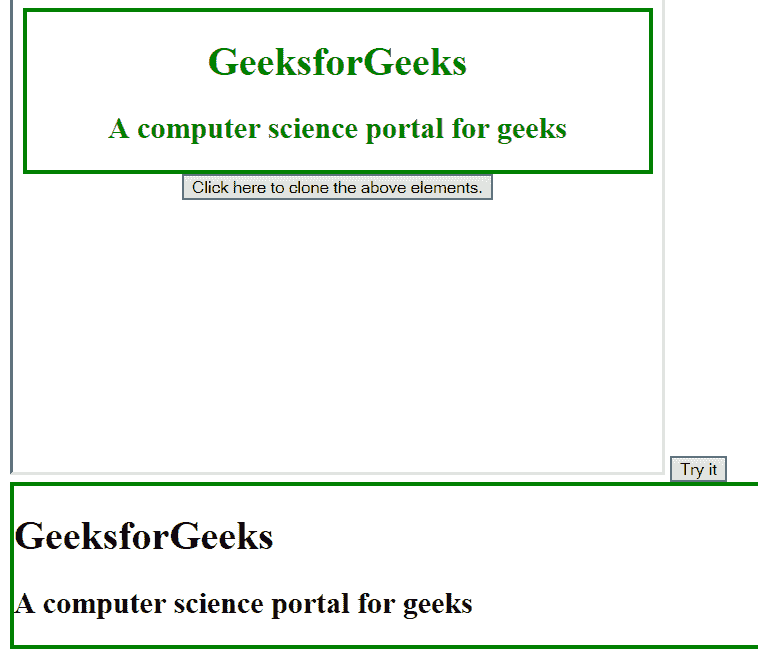 GeeksforGeeks
A computer science portal for geeks
Click here to clone the above elements.
Try it
GeeksforGeeks
A computer science portal for geeks